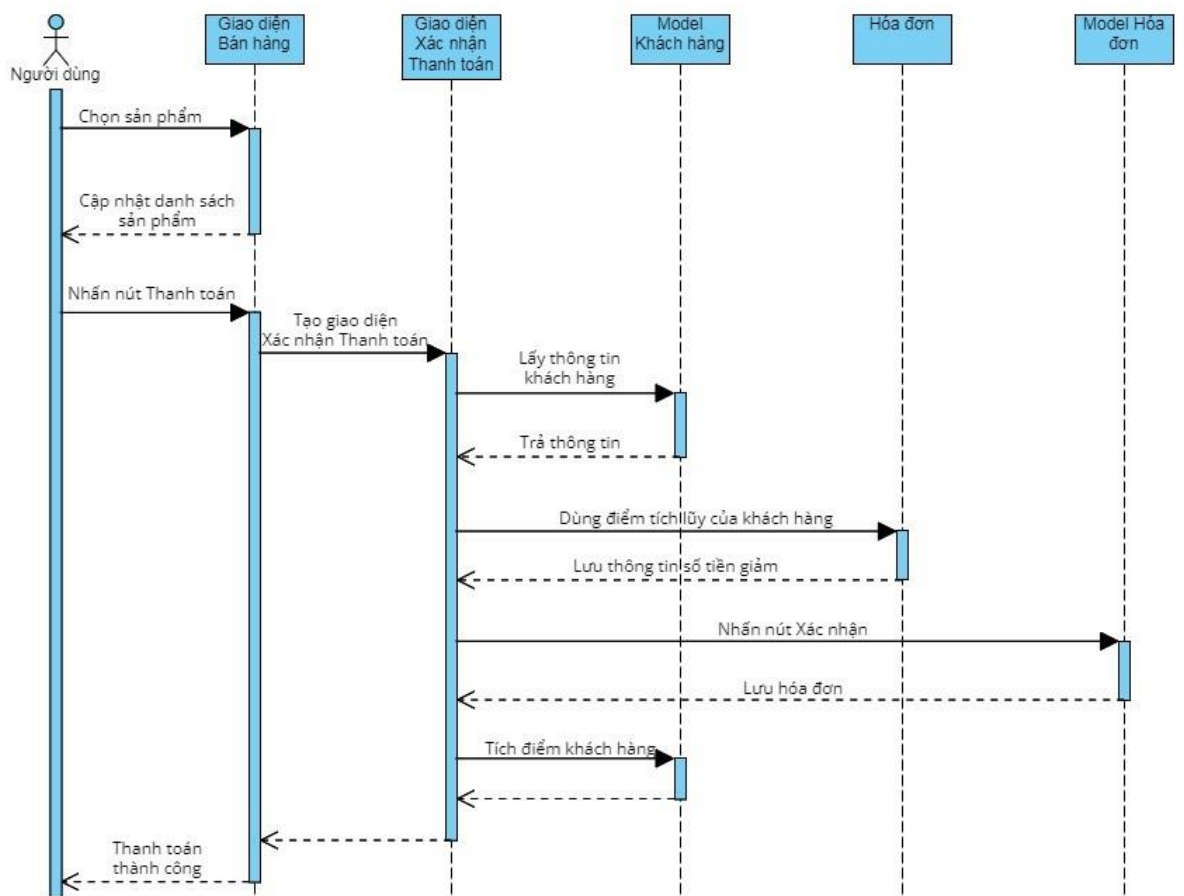 Giao diện
Bán hàng
Giao diện
Xác nhận
Thanh toán
Model
Khách hàng
Hóa đơn
Model Hóa
đơn
Người dùng
Chọn sản phẩm
Cập nhật danh sách
sản phẩm
Nhấn nút Thanh toán
Tạo giao diện
Xác nhận Thanh toán
Lấy thông tin
khách hàng
Trả thông tin
Dùng điểm tích lũy của khách hàng
Lưu thông tin số tiền giảm
Nhấn nút Xác nhận
Lưu hóa đơn
Tích điểm khách hàng
Thanh toán
thành công